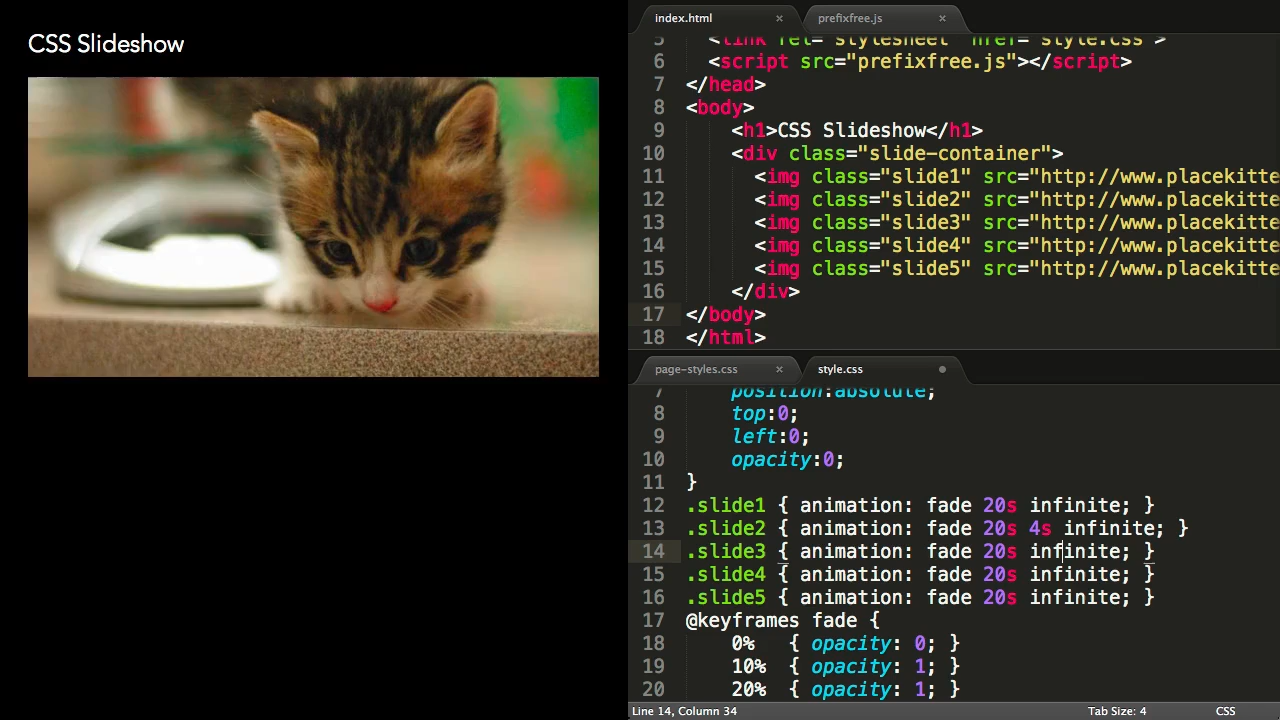 CSS Slideshow
index.html × prefixfree.js ×
5 <link rel="stylesheet" href="style.css">
6 <script src="prefixfree.js"></script>
7 </head>
8 <body>
9 <h1>CSS Slideshow</h1>
10 <div class="slide-container">
11 <img class="slide1" src="http://www.placekitte
12 <img class="slide2" src="http://www.placekitte
13 <img class="slide3" src="http://www.placekitte
14 <img class="slide4" src="http://www.placekitte
15 <img class="slide5" src="http://www.placekitte
16 </div>
17 </body>
18 </html>
page-styles.css × style.css
7 position:absolute;
8 top:0;
9 left:0;
10 opacity:0;
11 }
12 .slide1 { animation: fade 20s infinite; }
13 .slide2 { animation: fade 20s 4s infinite; }
14 .slide3 { animation: fade 20s infinite; }
15 .slide4 { animation: fade 20s infinite; }
16 .slide5 { animation: fade 20s infinite; }
17 @keyframes fade {
18 0% { opacity: 0; }
19 10% { opacity: 1; }
20 20% { opacity: 1; }
Line 14, Column 34 Tab Size: 4 CSS